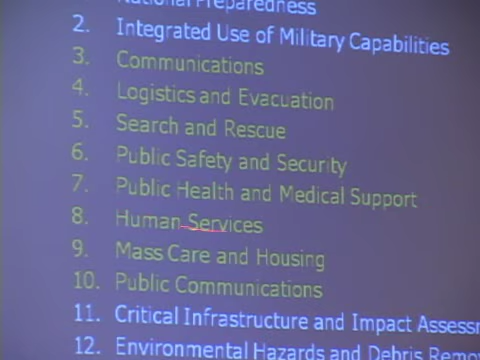 National Preparedness
2. Integrated Use of Military Capabilities
3. Communications
4. Logistics and Evacuation
5. Search and Rescue
6. Public Safety and Security
7. Public Health and Medical Support
8. Human Services
9. Mass Care and Housing
10. Public Communications
11. Critical Infrastructure and Impact Assessm
12. Environmental Hazards and Debris Remov